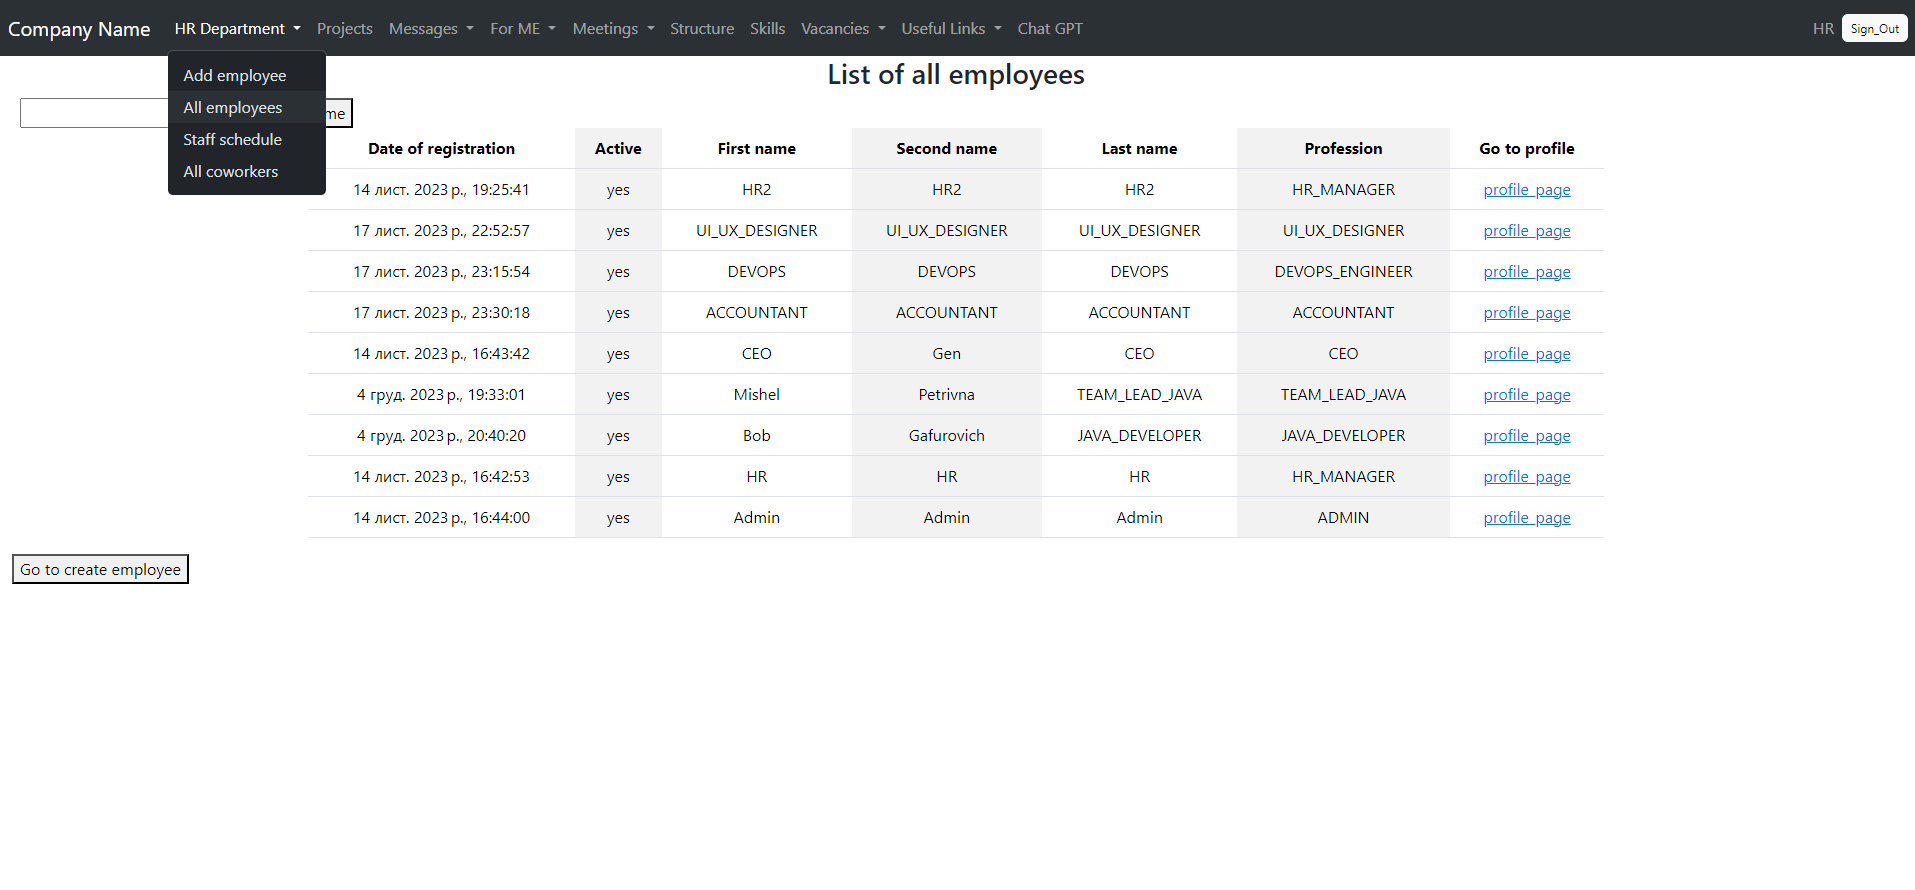 Company Name HR Department Projects Messages For ME Meetings Structure Skills Vacancies Useful Links Chat GPT HR Sign_Out
Add employee
All employees
Staff schedule
All coworkers
List of all employees
me
Date of registration Active First name Second name Last name Profession Go to profile
14 лист. 2023 р., 19:25:41 yes HR2 HR2 HR2 HR_MANAGER profile_page
17 лист. 2023 р., 22:52:57 yes UI_UX_DESIGNER UI_UX_DESIGNER UI_UX_DESIGNER UI_UX_DESIGNER profile_page
17 лист. 2023 р., 23:15:54 yes DEVOPS DEVOPS DEVOPS DEVOPS_ENGINEER profile_page
17 лист. 2023 р., 23:30:18 yes ACCOUNTANT ACCOUNTANT ACCOUNTANT ACCOUNTANT profile_page
14 лист. 2023 р., 16:43:42 yes CEO Gen CEO CEO profile_page
4 груд. 2023 р., 19:33:01 yes Mishel Petrivna TEAM_LEAD_JAVA TEAM_LEAD_JAVA profile_page
4 груд. 2023 р., 20:40:20 yes Bob Gafurovich JAVA_DEVELOPER JAVA_DEVELOPER profile_page
14 лист. 2023 р., 16:42:53 yes HR HR HR HR_MANAGER profile_page
14 лист. 2023 р., 16:44:00 yes Admin Admin Admin ADMIN profile_page
Go to create employee